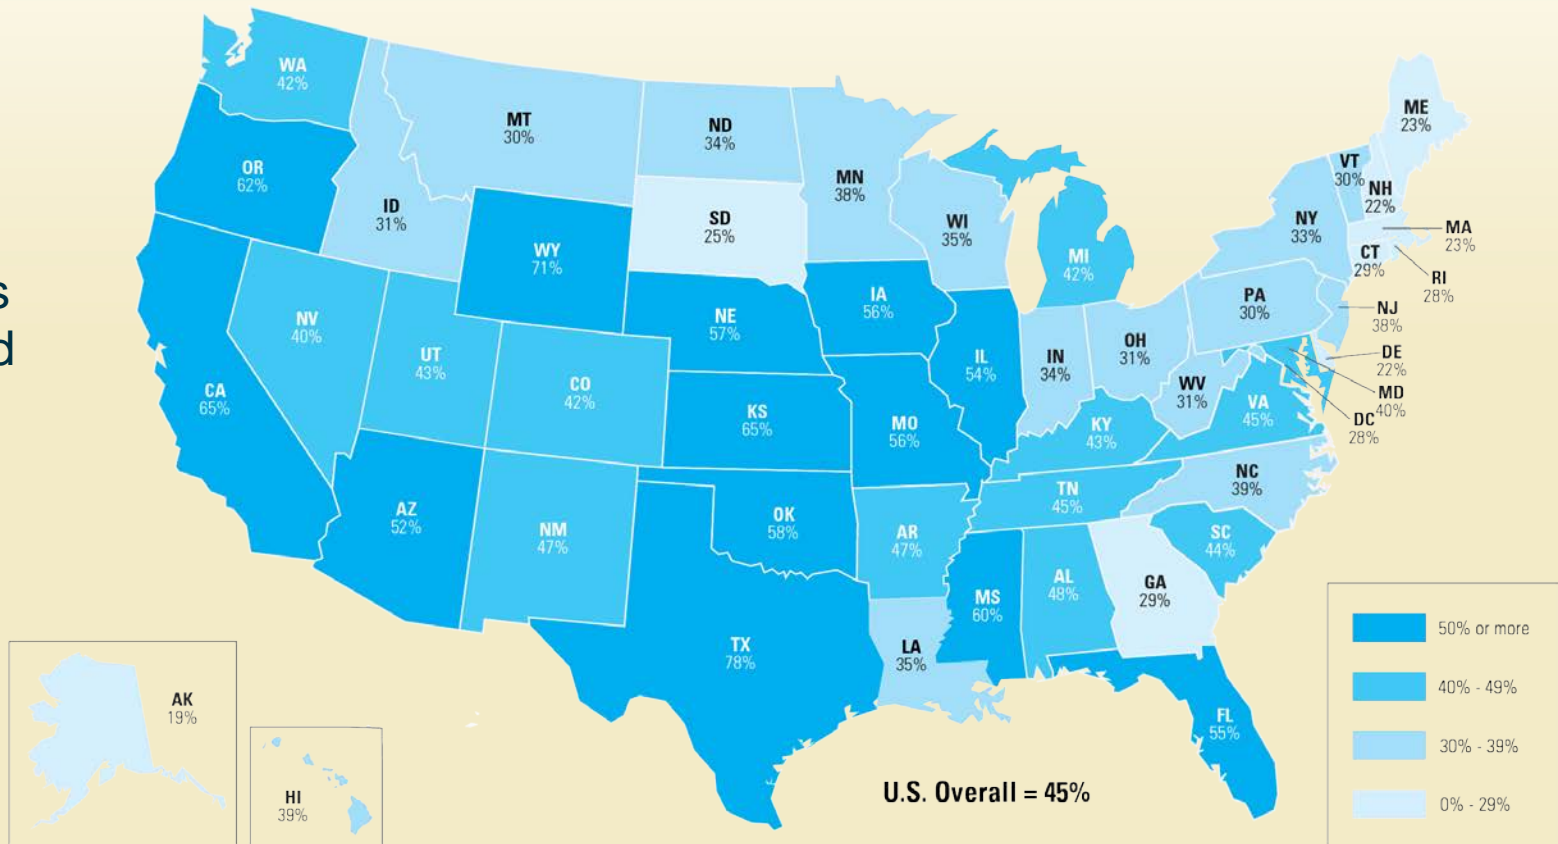 s
d
WA
42%
OR
62%
CA
65%
NV
40%
ID
31%
MT
30%
WY
71%
UT
43%
AZ
52%
CO
42%
NM
47%
ND
34%
SD
25%
NE
57%
KS
65%
OK
58%
TX
78%
MN
38%
IA
56%
MO
56%
AR
47%
LA
35%
WI
35%
IL
54%
MS
60%
MI
42%
IN
34%
KY
43%
TN
45%
AL
48%
OH
31%
WV
31%
VA
45%
NC
39%
SC
44%
GA
29%
FL
55%
PA
30%
NY
33%
VT
30%
NH
22%
ME
23%
MA
23%
CT
29%
RI
28%
NJ
38%
DE
22%
MD
40%
DC
28%
AK
19%
HI
39%
U.S. Overall = 45%
50% or more
40% - 49%
30% - 39%
0% - 29%